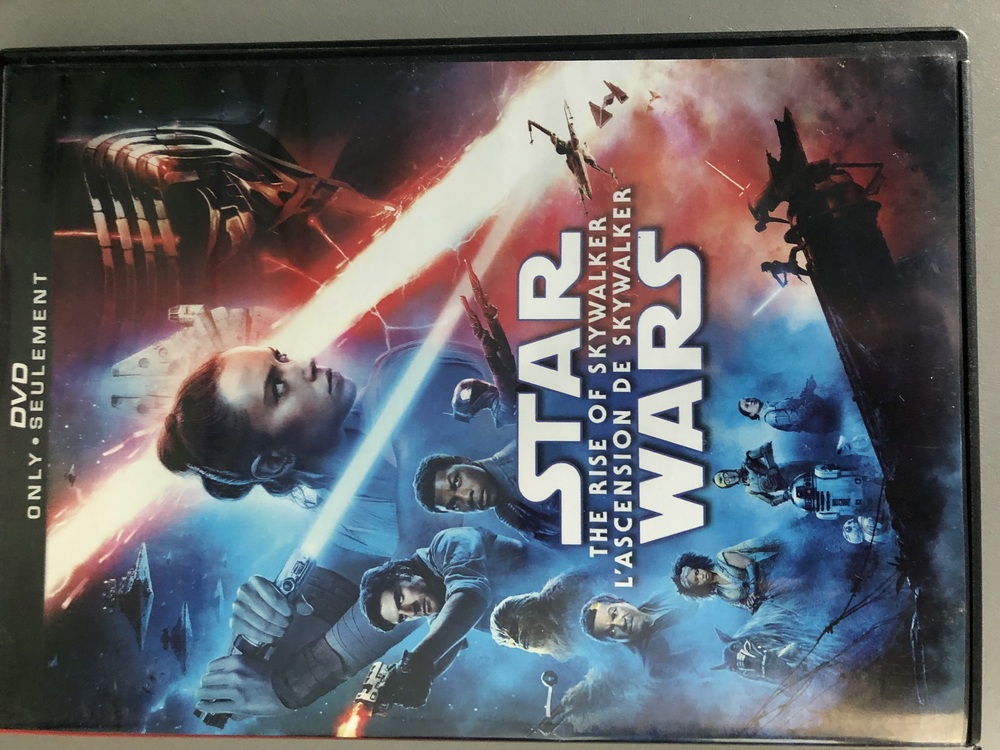 DVD
ONLY • SEULEMENT
STAR
THE RISE OF SKYWALKER
L'ASCENSION DE SKYWALKER
WARS